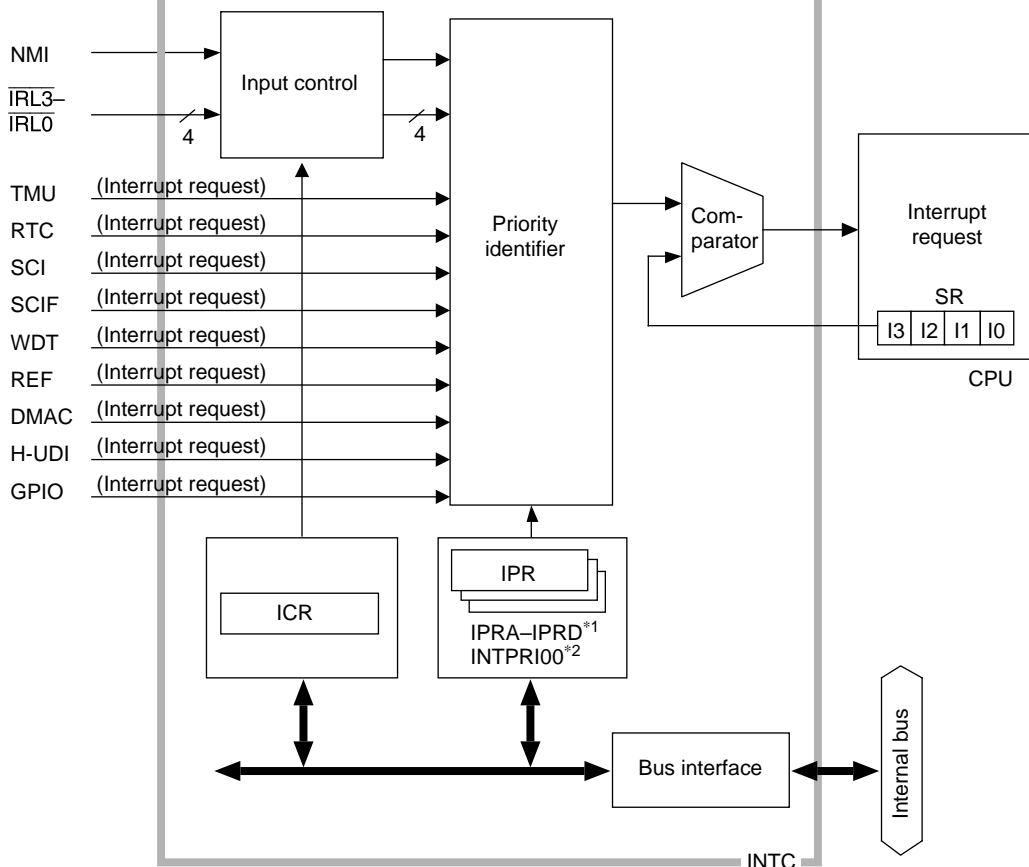 NMI
IRL3–
IRL0
4
Input control
4
TMU (Interrupt request)
RTC (Interrupt request)
SCI (Interrupt request)
SCIF (Interrupt request)
WDT (Interrupt request)
REF (Interrupt request)
DMAC (Interrupt request)
H-UDI (Interrupt request)
GPIO (Interrupt request)
Priority
identifier
Com-
parator
Interrupt
request
SR
I3 I2 I1 I0
CPU
ICR
IPR
IPRA–IPRD*1
INTPRI00*2
Bus interface
Internal bus
INTC